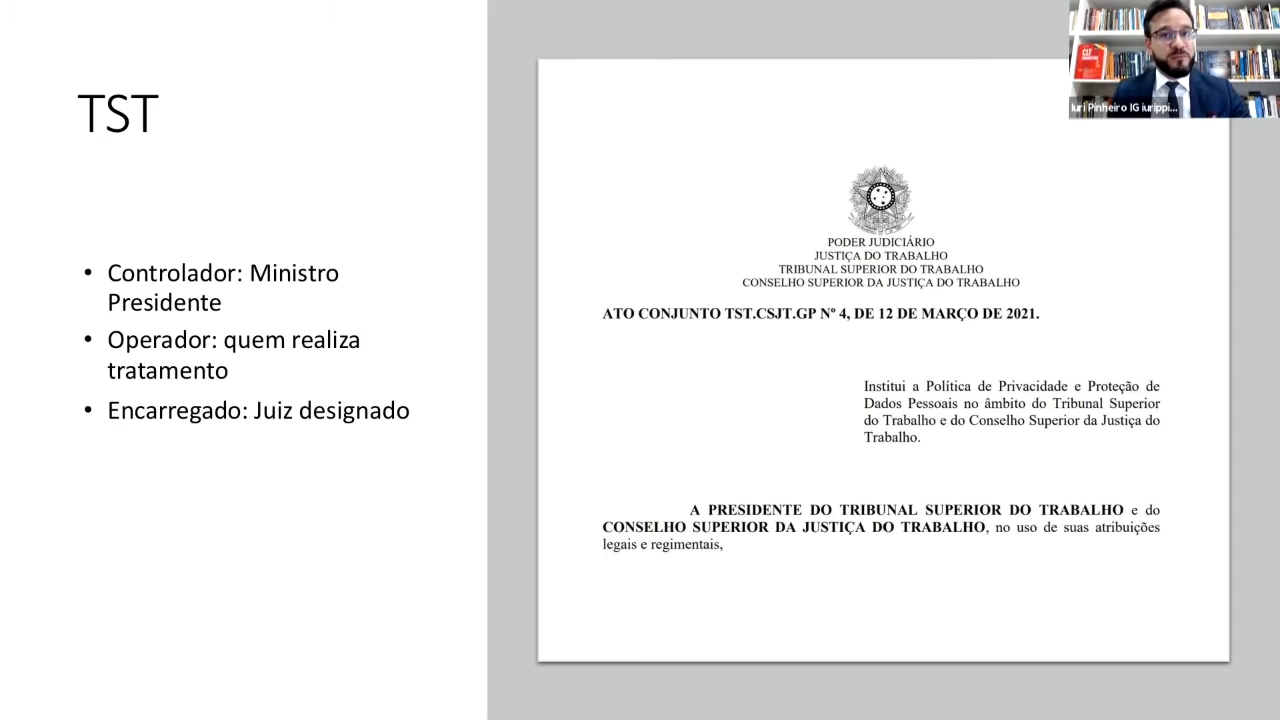 TST
• Controlador: Ministro
Presidente
• Operador: quem realiza
tratamento
• Encarregado: Juiz designado
PODER JUDICIÁRIO
JUSTIÇA DO TRABALHO
TRIBUNAL SUPERIOR DO TRABALHO
CONSELHO SUPERIOR DA JUSTIÇA DO TRABALHO
ATO CONJUNTO TST.CSJT.GP Nº 4, DE 12 DE MARÇO DE 2021.
Institui a Política de Privacidade e Proteção de
Dados Pessoais no âmbito do Tribunal Superior
do Trabalho e do Conselho Superior da Justiça do
Trabalho.
A PRESIDENTE DO TRIBUNAL SUPERIOR DO TRABALHO e do
CONSELHO SUPERIOR DA JUSTIÇA DO TRABALHO, no uso de suas atribuições
legais e regimentais,
CLT
Iuri Pinheiro IG iurippi...